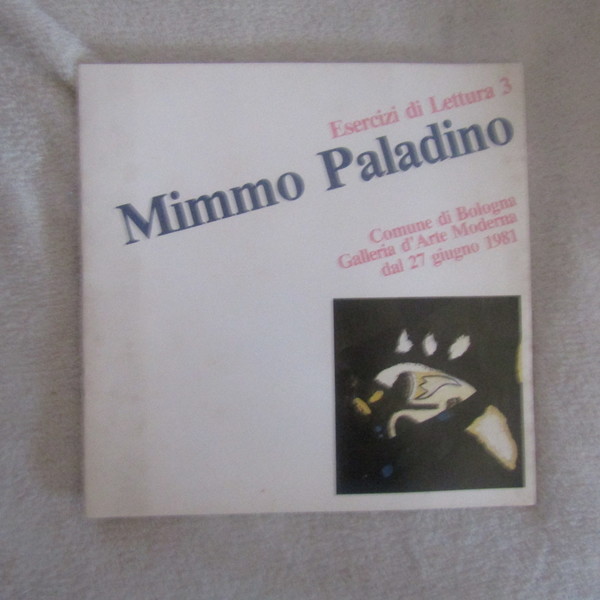 Esercizi di Lettura 3
Mimmo Paladino
Comune di Bologna
Galleria d'Arte Moderna
dal 27 giugno 1981